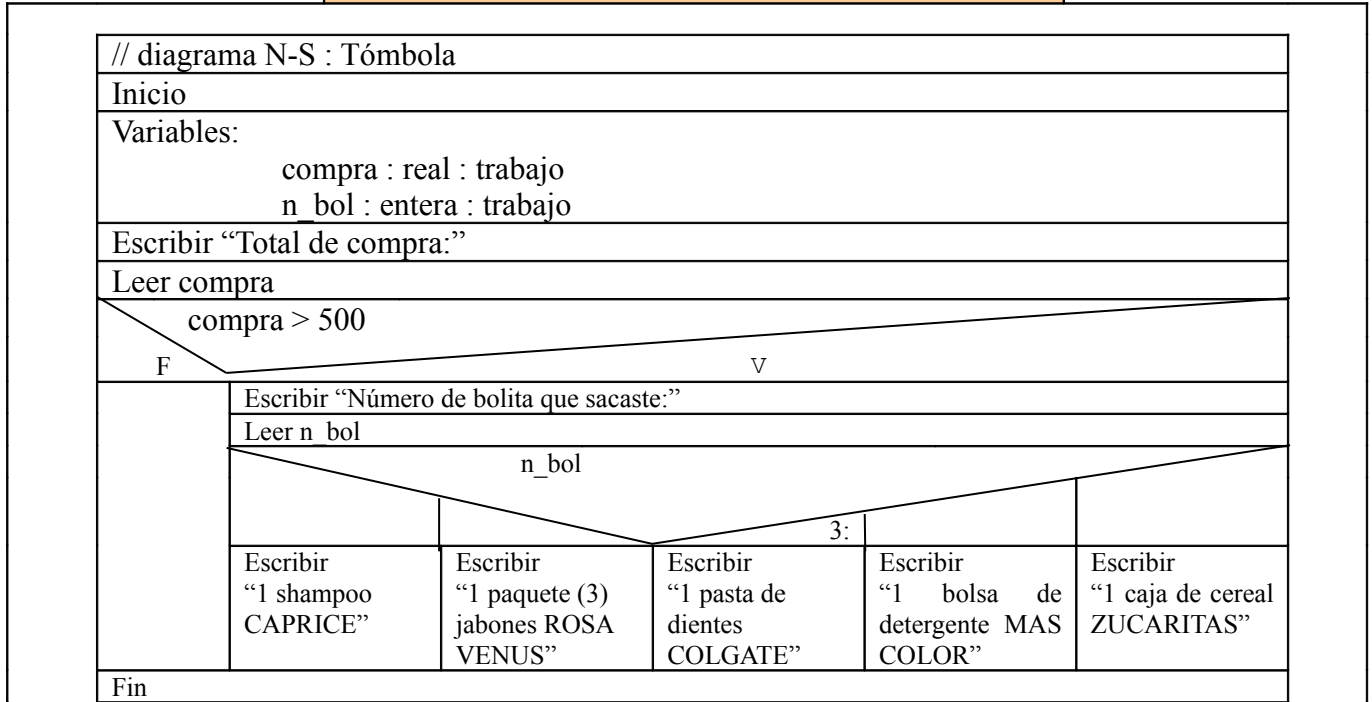 // diagrama N-S : Tómbola
Inicio
Variables:
compra : real : trabajo
n_bol : entera : trabajo
Escribir “Total de compra:”
Leer compra
compra > 500
F
V
Escribir “Número de bolita que sacaste:”
Leer n_bol
n_bol
3:
Escribir
“1 shampoo
CAPRICE”
Escribir
“1 paquete (3)
jabones ROSA
VENUS”
Escribir
“1 pasta de
dientes
COLGATE”
Escribir
“1 bolsa de
detergente MAS
COLOR”
Escribir
“1 caja de cereal
ZUCARITAS”
Fin